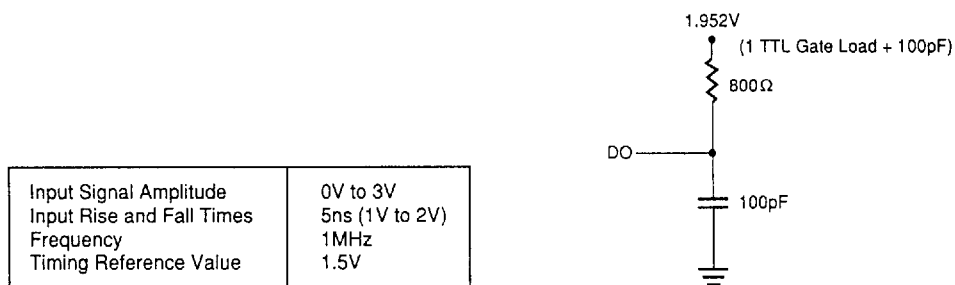 1.952V
(1 TTL Gate Load + 100pF)
800Ω
DO
100pF
Input Signal Amplitude 0V to 3V
Input Rise and Fall Times 5ns (1V to 2V)
Frequency 1MHz
Timing Reference Value 1.5V